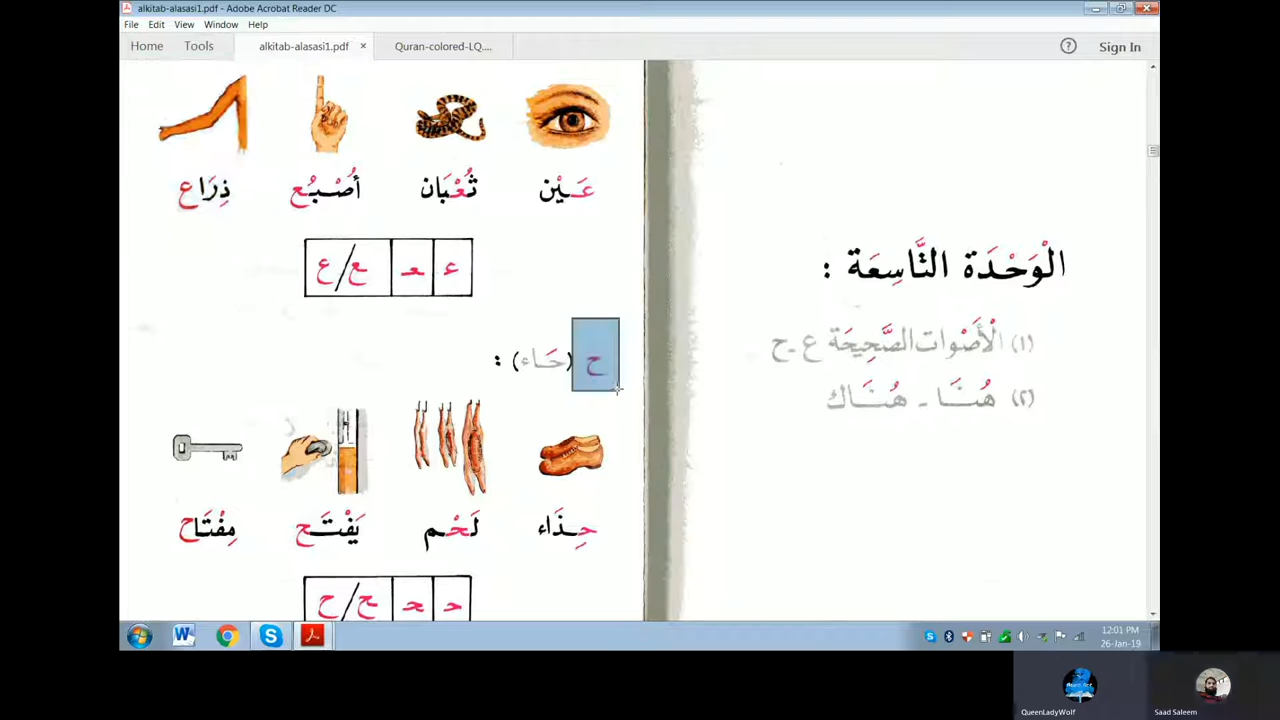 alkitab-alasasi1.pdf - Adobe Acrobat Reader DC
File Edit View Window Help
Home Tools alkitab-alasasi1.pdf × Quran-colored-LQ.... ? Sign In
عَيْن ثُعْبَان أُصْبُع ذِرَاع
ع عـ ع/ع
ح (حَاء) :
حِذَاء لَحْم يَفْتَح مِفْتَاح
حـ حـ ح/ح
الْوَحْدَة التَّاسِعَة :
(١) الْأَصْوَات الصَّحِيحَة ع - ح
(٢) هُنَا - هُنَاك
12:01 PM
26-Jan-19
QueenLadyWolf Saad Saleem